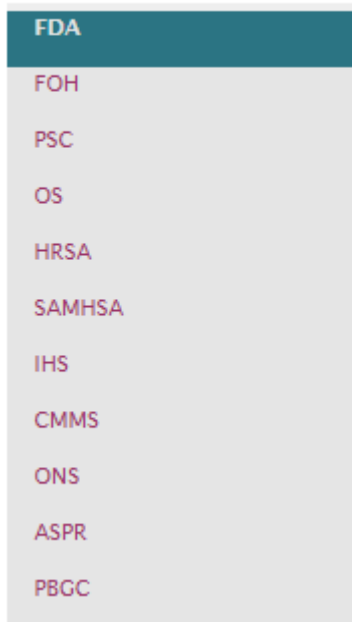 FDA
FOH
PSC
OS
HRSA
SAMHSA
IHS
CMMS
ONS
ASPR
PBGC